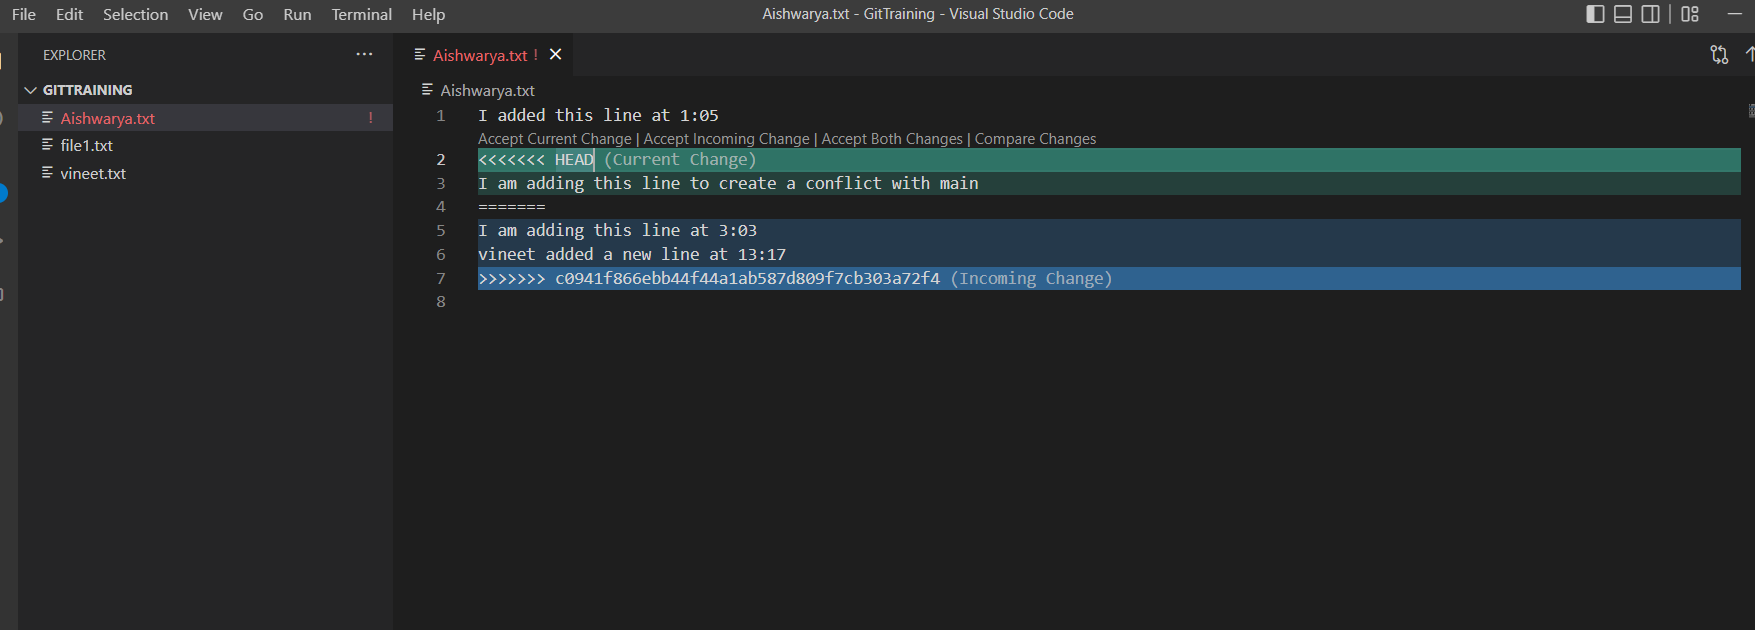 File Edit Selection View Go Run Terminal Help
Aishwarya.txt - GitTraining - Visual Studio Code
EXPLORER ···
GITTRAINING
Aishwarya.txt !
file1.txt
vineet.txt
Aishwarya.txt !
Aishwarya.txt
1 I added this line at 1:05
Accept Current Change | Accept Incoming Change | Accept Both Changes | Compare Changes
2 <<<<<<< HEAD (Current Change)
3 I am adding this line to create a conflict with main
4 =======
5 I am adding this line at 3:03
6 vineet added a new line at 13:17
7 >>>>>>> c0941f866ebb44f44a1ab587d809f7cb303a72f4 (Incoming Change)
8